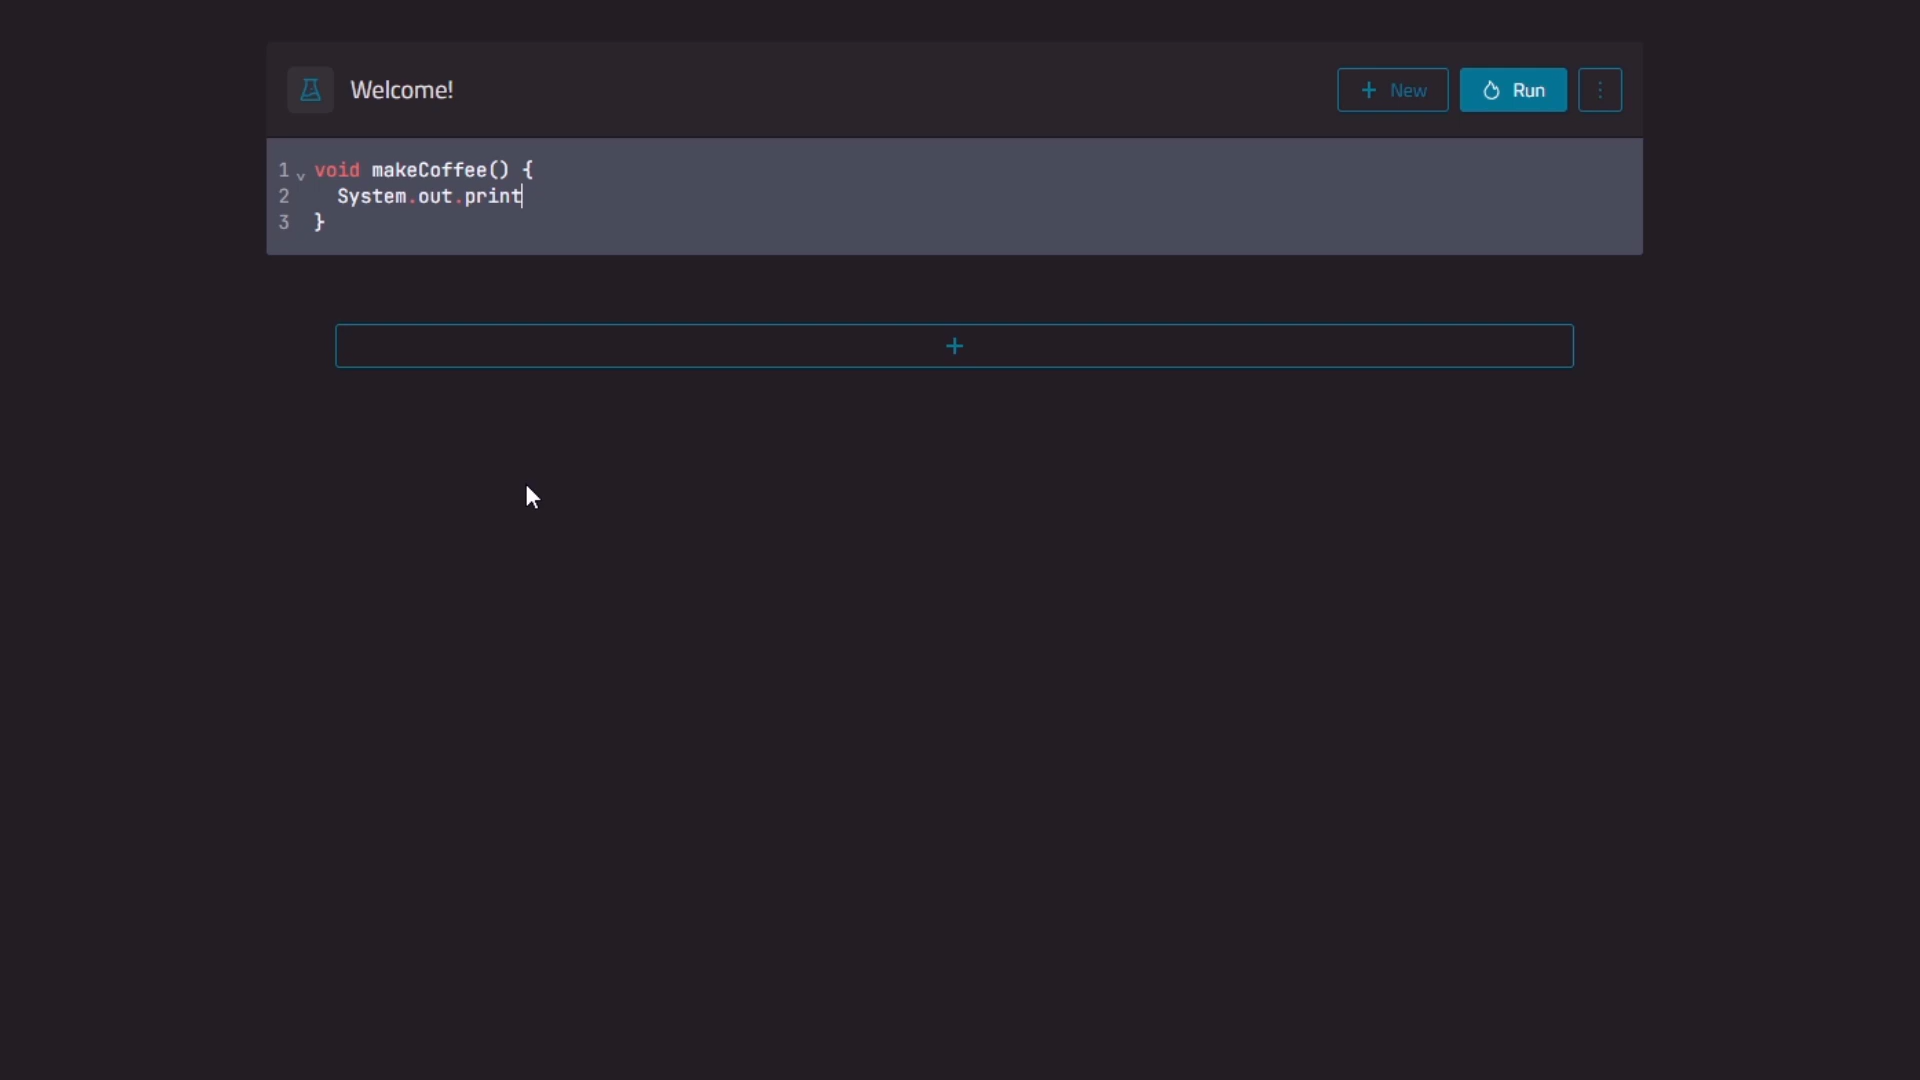 Welcome!
+ New
Run
1 void makeCoffee() {
2 System.out.print
3 }
+